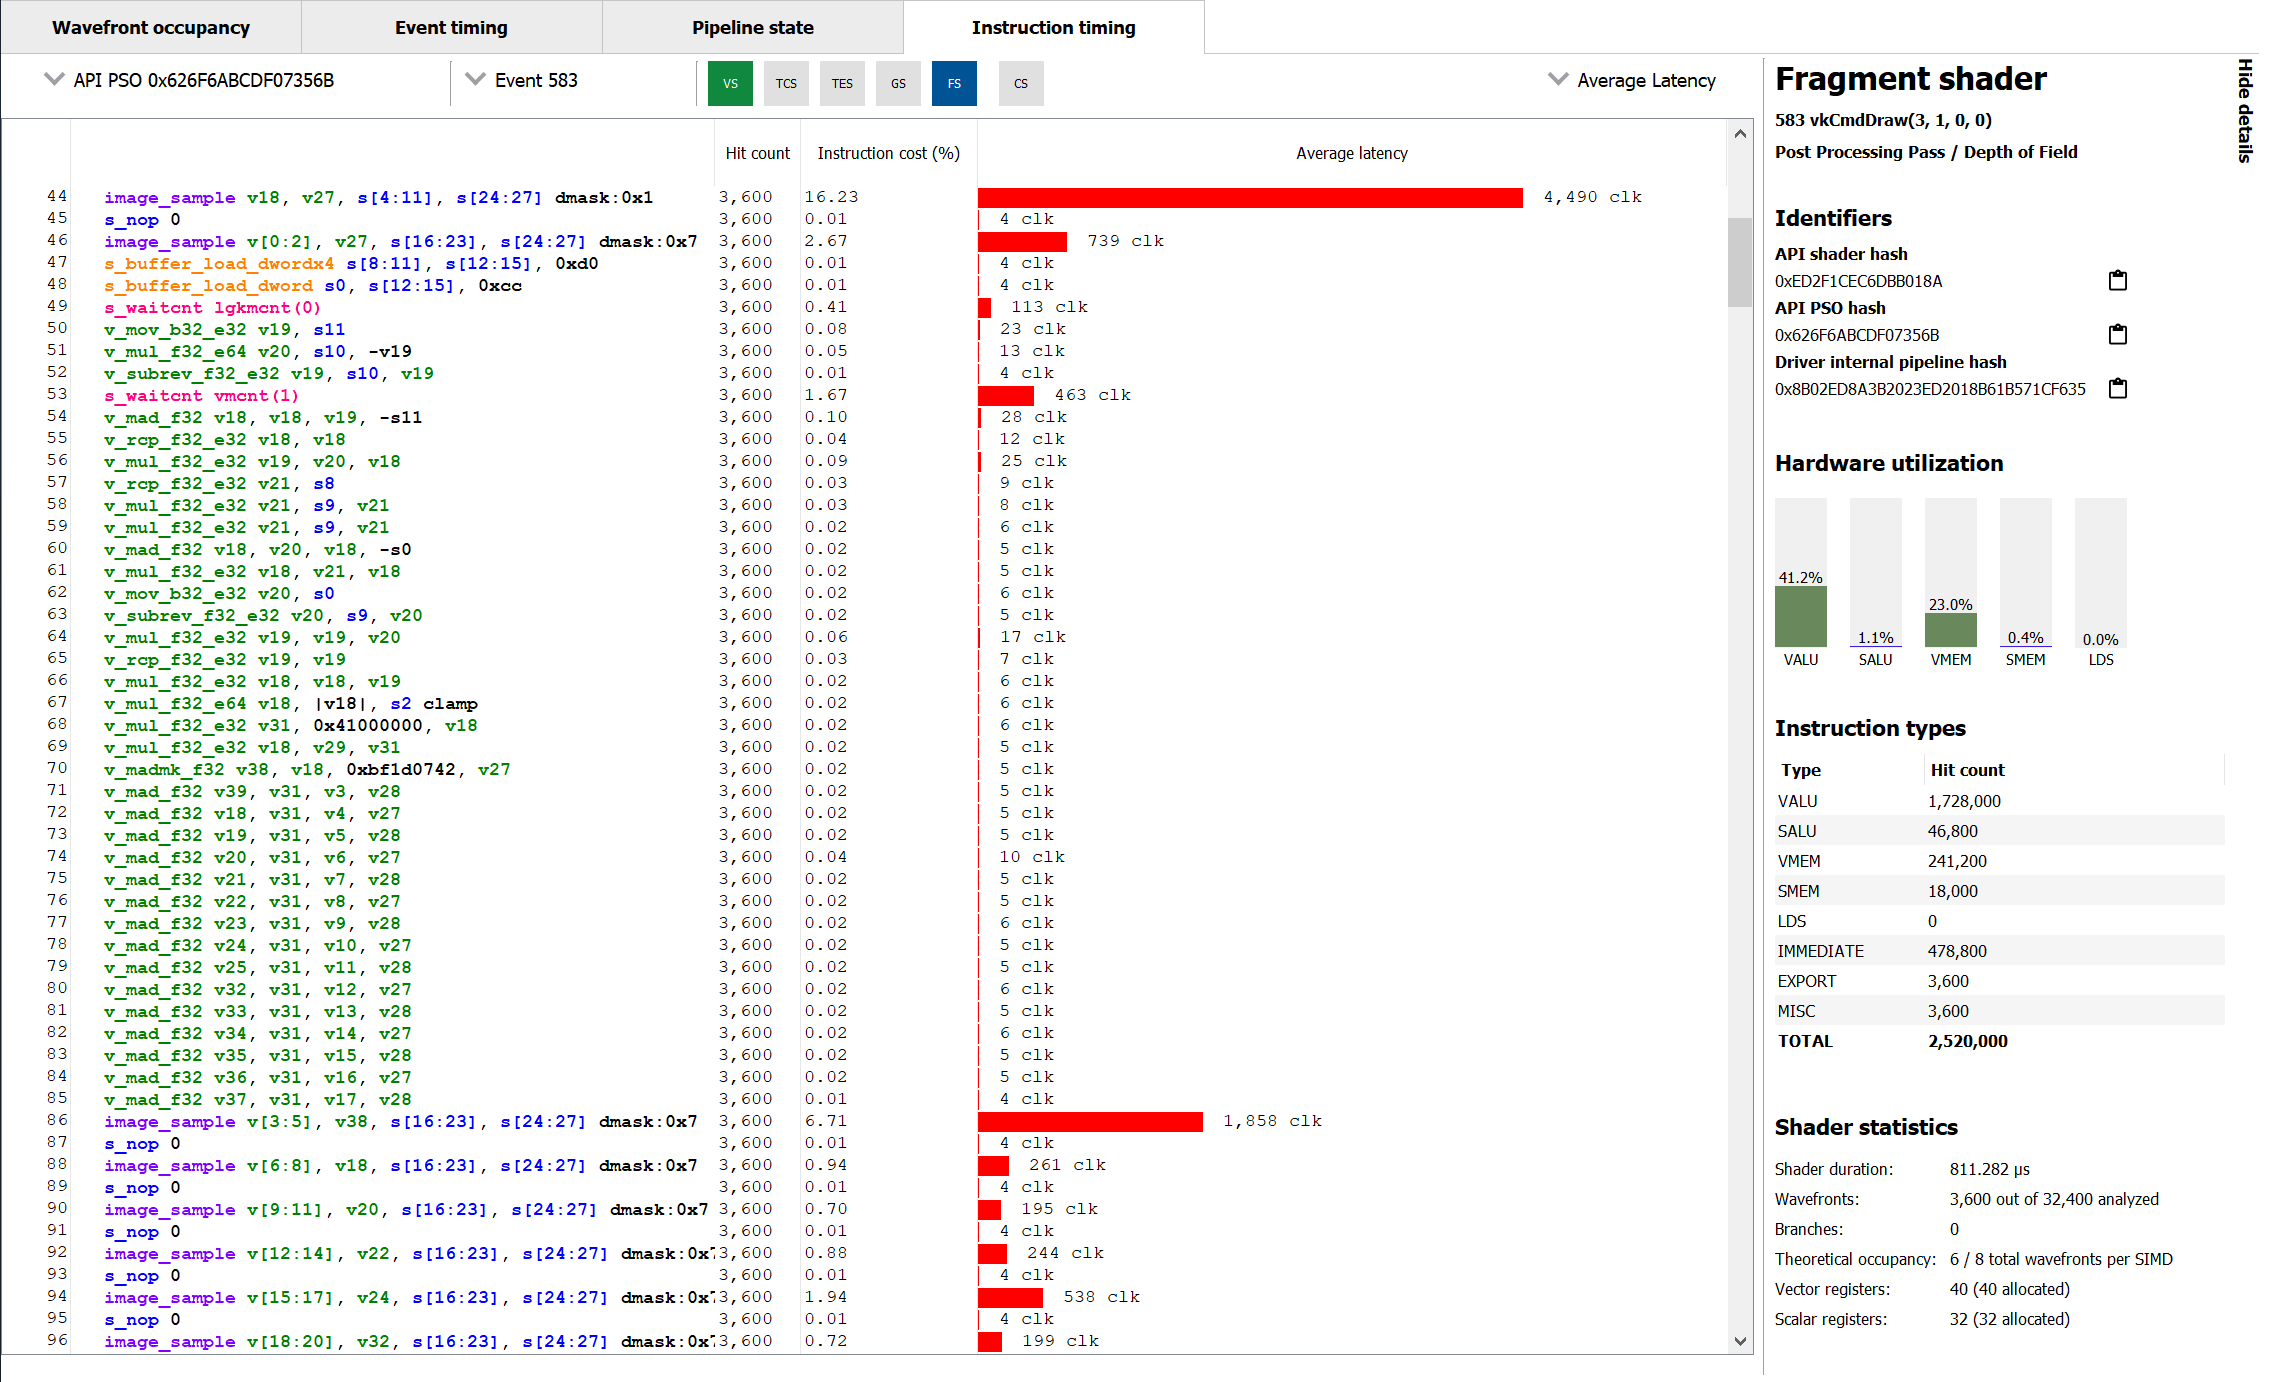 Wavefront occupancy Event timing Pipeline state Instruction timing
API PSO 0x626F6ABCDF07356B Event 583 VS TCS TES GS FS CS Average Latency
Hit count Instruction cost (%) Average latency
44 image_sample v18, v27, s[4:11], s[24:27] dmask:0x1 3,600 16.23 4,490 clk
45 s_nop 0 3,600 0.01 4 clk
46 image_sample v[0:2], v27, s[16:23], s[24:27] dmask:0x7 3,600 2.67 739 clk
47 s_buffer_load_dwordx4 s[8:11], s[12:15], 0xd0 3,600 0.01 4 clk
48 s_buffer_load_dword s0, s[12:15], 0xcc 3,600 0.01 4 clk
49 s_waitcnt lgkmcnt(0) 3,600 0.41 113 clk
50 v_mov_b32_e32 v19, s11 3,600 0.08 23 clk
51 v_mul_f32_e64 v20, s10, -v19 3,600 0.05 13 clk
52 v_subrev_f32_e32 v19, s10, v19 3,600 0.01 4 clk
53 s_waitcnt vmcnt(1) 3,600 1.67 463 clk
54 v_mad_f32 v18, v18, v19, -s11 3,600 0.10 28 clk
55 v_rcp_f32_e32 v18, v18 3,600 0.04 12 clk
56 v_mul_f32_e32 v19, v20, v18 3,600 0.09 25 clk
57 v_rcp_f32_e32 v21, s8 3,600 0.03 9 clk
58 v_mul_f32_e32 v21, s9, v21 3,600 0.03 8 clk
59 v_mul_f32_e32 v21, s9, v21 3,600 0.02 6 clk
60 v_mad_f32 v18, v20, v18, -s0 3,600 0.02 5 clk
61 v_mul_f32_e32 v18, v21, v18 3,600 0.02 5 clk
62 v_mov_b32_e32 v20, s0 3,600 0.02 6 clk
63 v_subrev_f32_e32 v20, s9, v20 3,600 0.02 5 clk
64 v_mul_f32_e32 v19, v19, v20 3,600 0.06 17 clk
65 v_rcp_f32_e32 v19, v19 3,600 0.03 7 clk
66 v_mul_f32_e32 v18, v18, v19 3,600 0.02 6 clk
67 v_mul_f32_e64 v18, |v18|, s2 clamp 3,600 0.02 6 clk
68 v_mul_f32_e32 v31, 0x41000000, v18 3,600 0.02 6 clk
69 v_mul_f32_e32 v18, v29, v31 3,600 0.02 5 clk
70 v_madmk_f32 v38, v18, 0xbf1d0742, v27 3,600 0.02 5 clk
71 v_mad_f32 v39, v31, v3, v28 3,600 0.02 5 clk
72 v_mad_f32 v18, v31, v4, v27 3,600 0.02 5 clk
73 v_mad_f32 v19, v31, v5, v28 3,600 0.02 5 clk
74 v_mad_f32 v20, v31, v6, v27 3,600 0.04 10 clk
75 v_mad_f32 v21, v31, v7, v28 3,600 0.02 5 clk
76 v_mad_f32 v22, v31, v8, v27 3,600 0.02 5 clk
77 v_mad_f32 v23, v31, v9, v28 3,600 0.02 6 clk
78 v_mad_f32 v24, v31, v10, v27 3,600 0.02 5 clk
79 v_mad_f32 v25, v31, v11, v28 3,600 0.02 5 clk
80 v_mad_f32 v32, v31, v12, v27 3,600 0.02 6 clk
81 v_mad_f32 v33, v31, v13, v28 3,600 0.02 5 clk
82 v_mad_f32 v34, v31, v14, v27 3,600 0.02 6 clk
83 v_mad_f32 v35, v31, v15, v28 3,600 0.02 5 clk
84 v_mad_f32 v36, v31, v16, v27 3,600 0.02 5 clk
85 v_mad_f32 v37, v31, v17, v28 3,600 0.01 4 clk
86 image_sample v[3:5], v38, s[16:23], s[24:27] dmask:0x7 3,600 6.71 1,858 clk
87 s_nop 0 3,600 0.01 4 clk
88 image_sample v[6:8], v18, s[16:23], s[24:27] dmask:0x7 3,600 0.94 261 clk
89 s_nop 0 3,600 0.01 4 clk
90 image_sample v[9:11], v20, s[16:23], s[24:27] dmask:0x7 3,600 0.70 195 clk
91 s_nop 0 3,600 0.01 4 clk
92 image_sample v[12:14], v22, s[16:23], s[24:27] dmask:0x7 3,600 0.88 244 clk
93 s_nop 0 3,600 0.01 4 clk
94 image_sample v[15:17], v24, s[16:23], s[24:27] dmask:0x7 3,600 1.94 538 clk
95 s_nop 0 3,600 0.01 4 clk
96 image_sample v[18:20], v32, s[16:23], s[24:27] dmask:0x7 3,600 0.72 199 clk
Hide details
Fragment shader
583 vkCmdDraw(3, 1, 0, 0)
Post Processing Pass / Depth of Field
Identifiers
API shader hash
0xED2F1CEC6DBB018A
API PSO hash
0x626F6ABCDF07356B
Driver internal pipeline hash
0x8B02ED8A3B2023ED2018B61B571CF635
Hardware utilization
41.2% 1.1% 23.0% 0.4% 0.0%
VALU SALU VMEM SMEM LDS
Instruction types
Type Hit count
VALU 1,728,000
SALU 46,800
VMEM 241,200
SMEM 18,000
LDS 0
IMMEDIATE 478,800
EXPORT 3,600
MISC 3,600
TOTAL 2,520,000
Shader statistics
Shader duration: 811.282 µs
Wavefronts: 3,600 out of 32,400 analyzed
Branches: 0
Theoretical occupancy: 6 / 8 total wavefronts per SIMD
Vector registers: 40 (40 allocated)
Scalar registers: 32 (32 allocated)